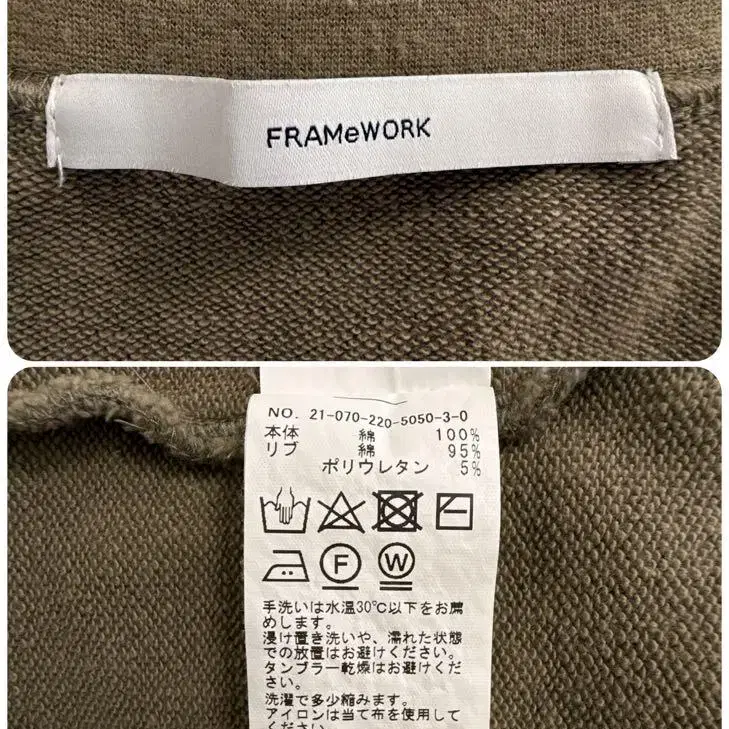 FRAMeWORK
NO. 21-070-220-5050-3-0
本体 綿 100%
リブ 綿 95%
ポリウレタン 5%
F
W
手洗いは水温30℃以下をお薦
めします。
浸け置き洗いや、濡れた状態
での放置はお避けください。
タンブラー乾燥はお避けくだ
さい。
洗濯で多少縮みます。
アイロンは当て布を使用して
ください。